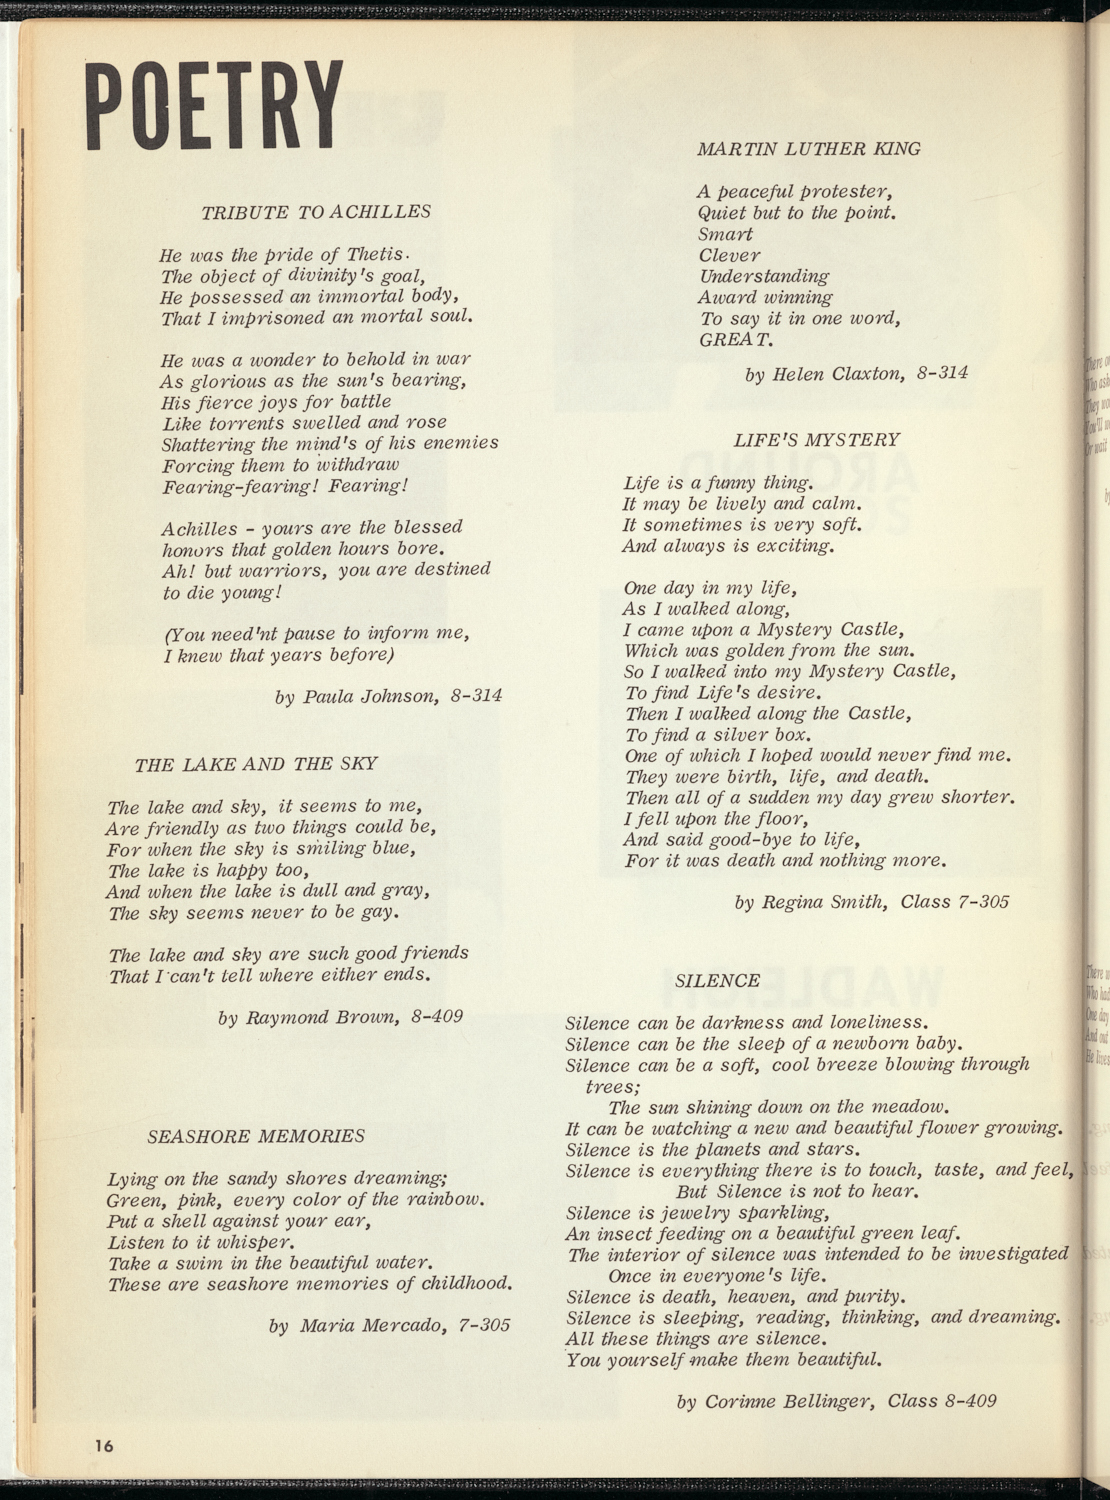 POETRY
TRIBUTE TO ACHILLES
He was the pride of Thetis.
The object of divinity's goal,
He possessed an immortal body,
That I imprisoned an mortal soul.
He was a wonder to behold in war
As glorious as the sun's bearing,
His fierce joys for battle
Like torrents swelled and rose
Shattering the mind's of his enemies
Forcing them to withdraw
Fearing-fearing! Fearing!
Achilles - yours are the blessed
honors that golden hours bore.
Ah! but warriors, you are destined
to die young!
(You need'nt pause to inform me,
I knew that years before)
by Paula Johnson, 8-314
THE LAKE AND THE SKY
The lake and sky, it seems to me,
Are friendly as two things could be,
For when the sky is smiling blue,
The lake is happy too,
And when the lake is dull and gray,
The sky seems never to be gay.
The lake and sky are such good friends
That I can't tell where either ends.
by Raymond Brown, 8-409
SEASHORE MEMORIES
Lying on the sandy shores dreaming;
Green, pink, every color of the rainbow.
Put a shell against your ear,
Listen to it whisper.
Take a swim in the beautiful water.
These are seashore memories of childhood.
by Maria Mercado, 7-305
MARTIN LUTHER KING
A peaceful protester,
Quiet but to the point.
Smart
Clever
Understanding
Award winning
To say it in one word,
GREAT.
by Helen Claxton, 8-314
LIFE'S MYSTERY
Life is a funny thing.
It may be lively and calm.
It sometimes is very soft.
And always is exciting.
One day in my life,
As I walked along,
I came upon a Mystery Castle,
Which was golden from the sun.
So I walked into my Mystery Castle,
To find Life's desire.
Then I walked along the Castle,
To find a silver box.
One of which I hoped would never find me.
They were birth, life, and death.
Then all of a sudden my day grew shorter.
I fell upon the floor,
And said good-bye to life,
For it was death and nothing more.
by Regina Smith, Class 7-305
SILENCE
Silence can be darkness and loneliness.
Silence can be the sleep of a newborn baby.
Silence can be a soft, cool breeze blowing through
trees;
The sun shining down on the meadow.
It can be watching a new and beautiful flower growing.
Silence is the planets and stars.
Silence is everything there is to touch, taste, and feel,
But Silence is not to hear.
Silence is jewelry sparkling,
An insect feeding on a beautiful green leaf.
The interior of silence was intended to be investigated
Once in everyone's life.
Silence is death, heaven, and purity.
Silence is sleeping, reading, thinking, and dreaming.
All these things are silence.
You yourself make them beautiful.
by Corinne Bellinger, Class 8-409
16